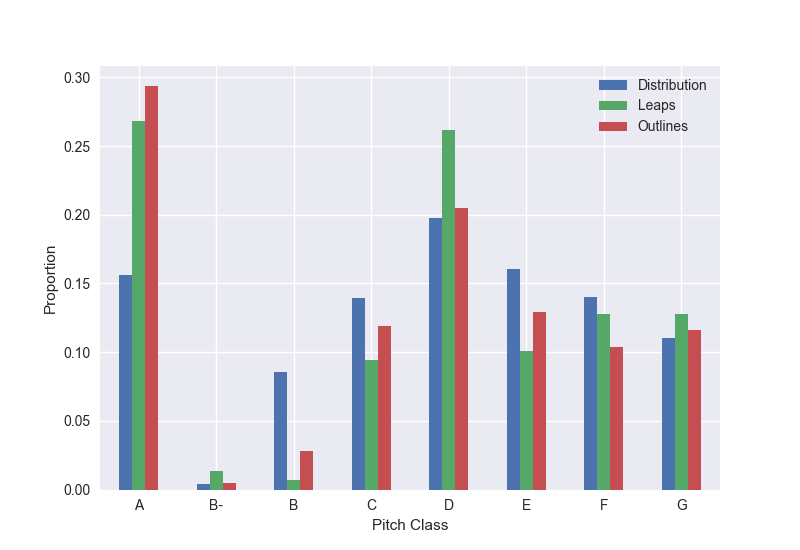 0.30
0.25
0.20
0.15
0.10
0.05
0.00
Proportion
Distribution
Leaps
Outlines
A B- B C D E F G
Pitch Class